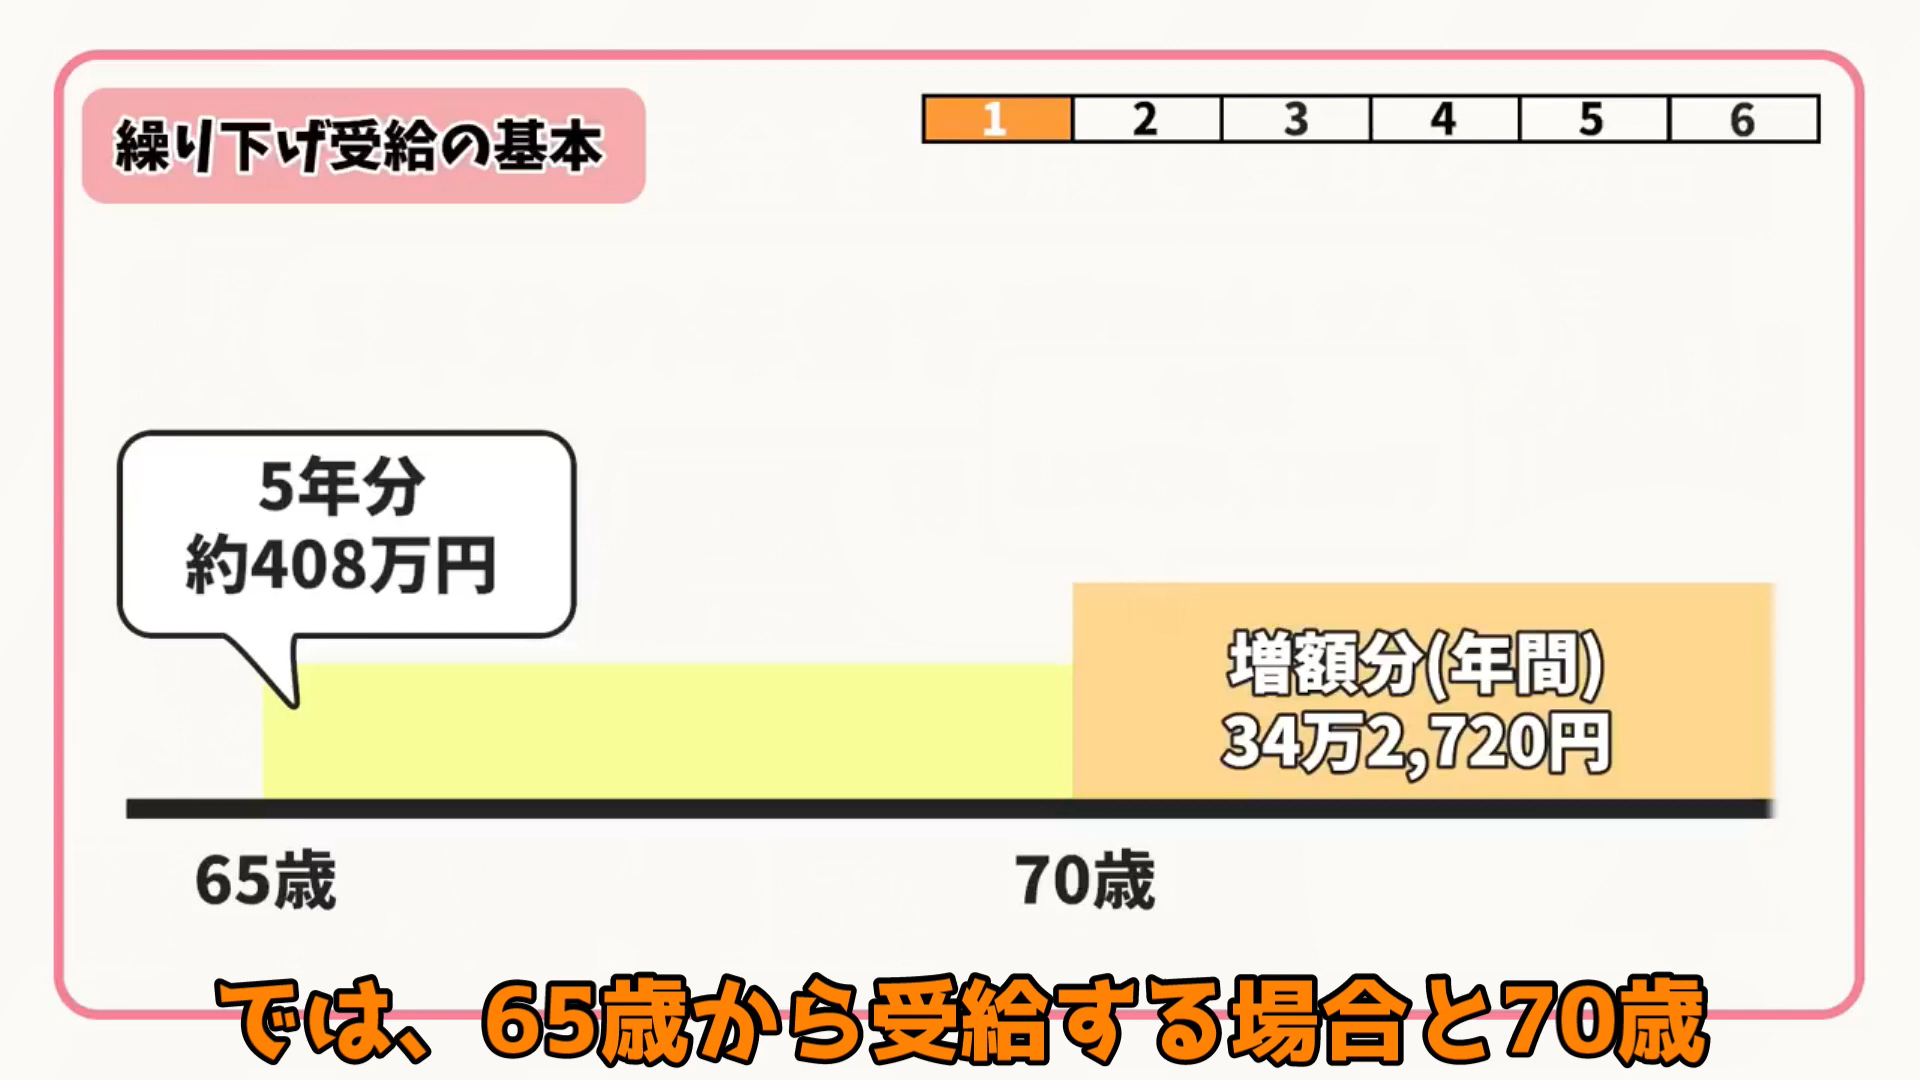 繰り下げ受給の基本
1 2 3 4 5 6
5年分
約408万円
増額分(年間)
34万2,720円
65歳 70歳
では、65歳から受給する場合と70歳